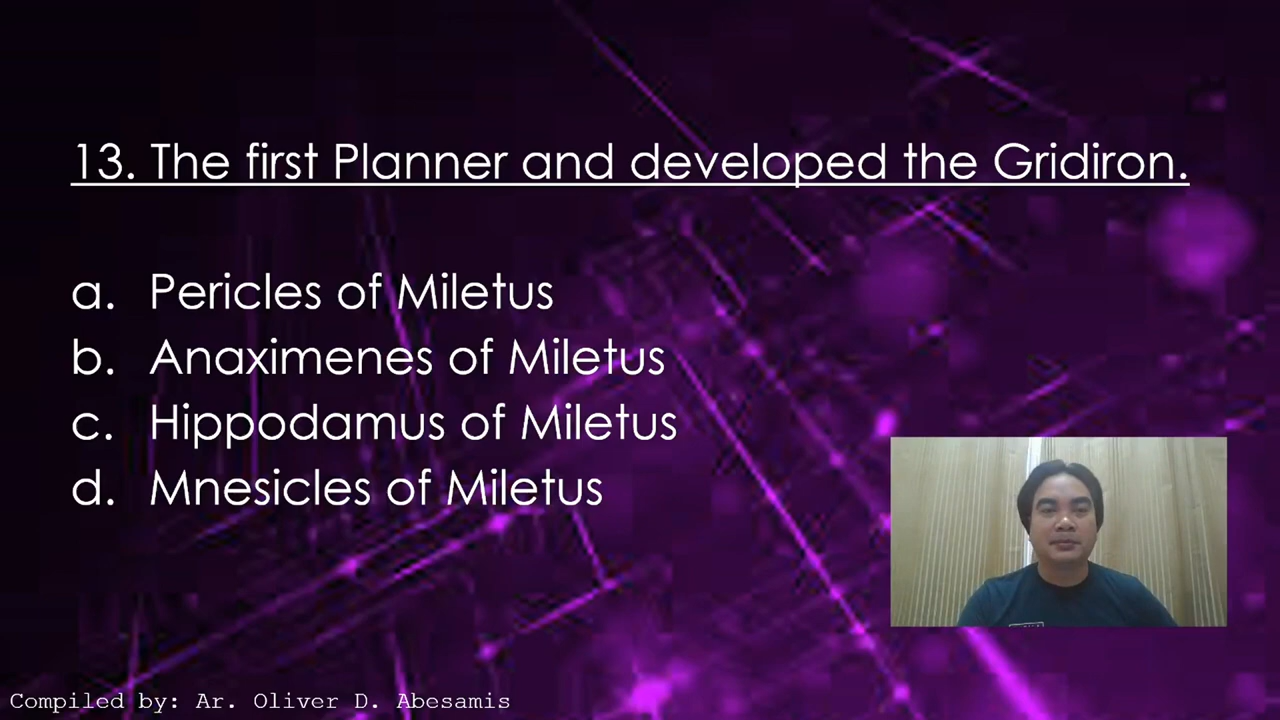 13. The first Planner and developed the Gridiron.
a. Pericles of Miletus
b. Anaximenes of Miletus
c. Hippodamus of Miletus
d. Mnesicles of Miletus
Compiled by: Ar. Oliver D. Abesamis